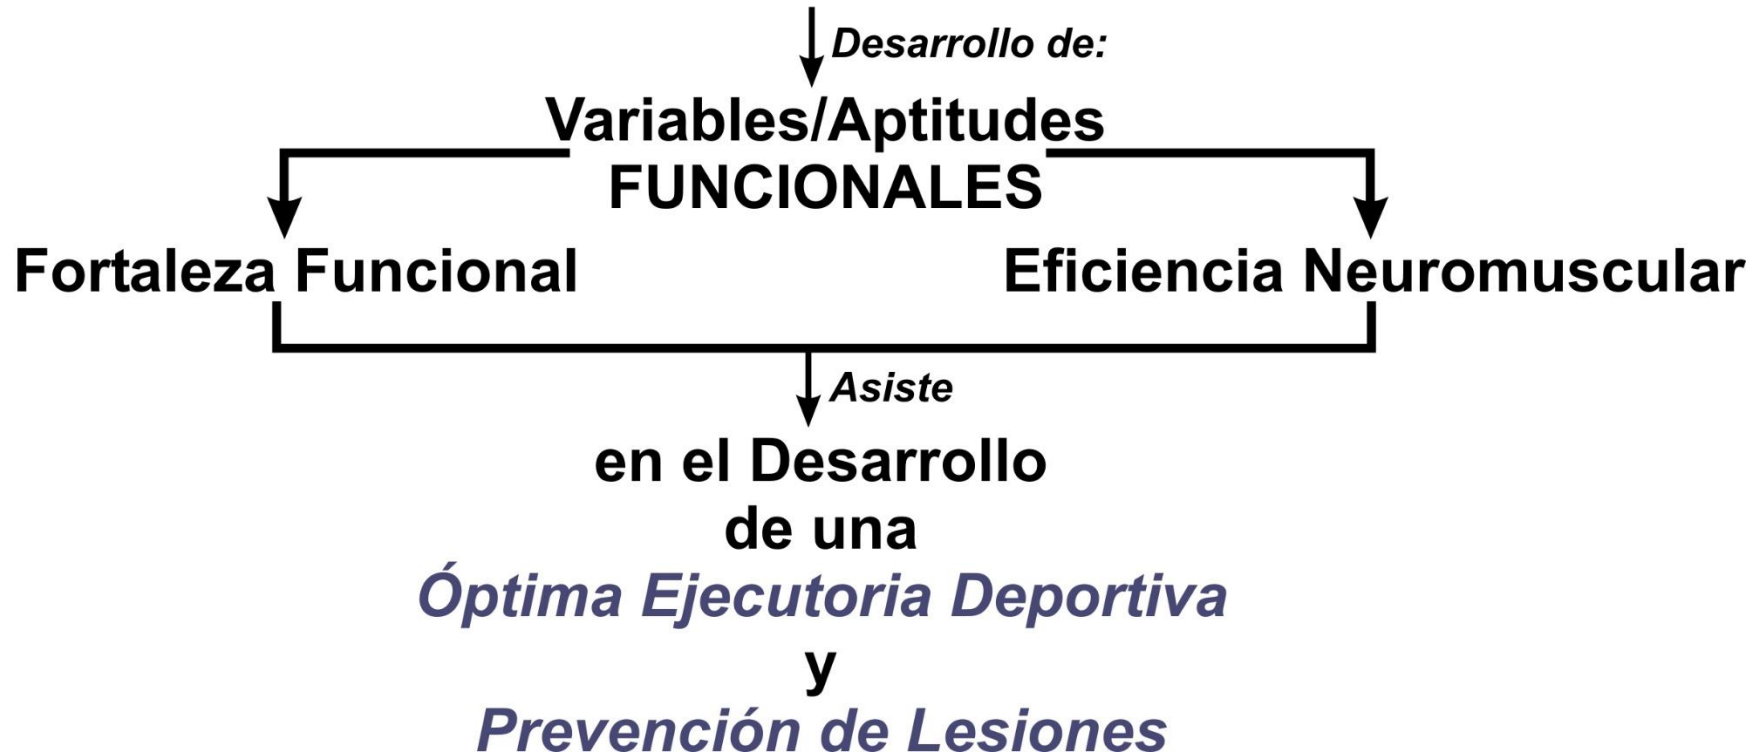 Desarrollo de:
Variables/Aptitudes
FUNCIONALES
Fortaleza Funcional
Eficiencia Neuromuscular
Asiste
en el Desarrollo
de una
Óptima Ejecutoria Deportiva
y
Prevención de Lesiones